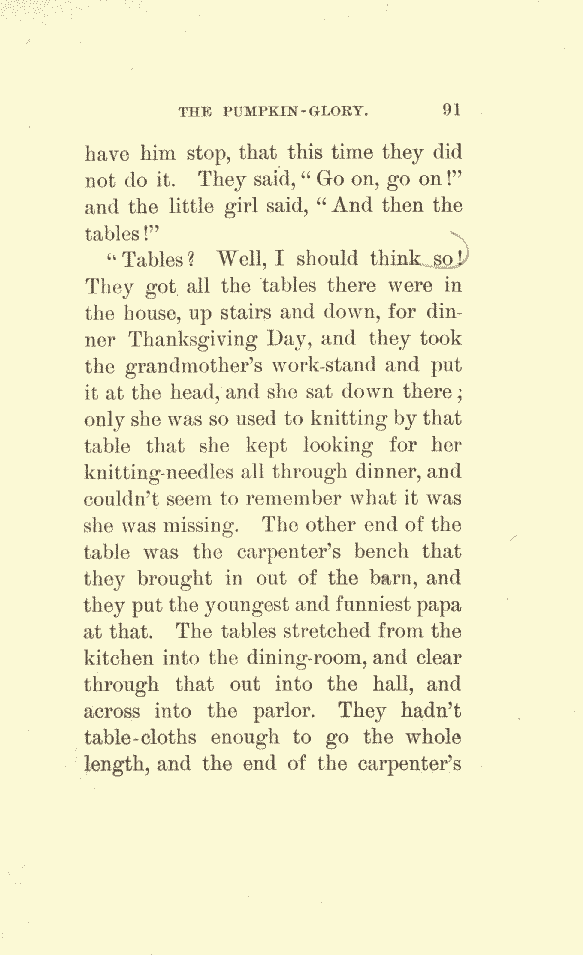 THE PUMPKIN-GLORY. 91
have him stop, that this time they did
not do it. They said, “Go on, go on!”
and the little girl said, “And then the
tables!”
“Tables? Well, I should think so!
They got all the tables there were in
the house, up stairs and down, for din-
ner Thanksgiving Day, and they took
the grandmother’s work-stand and put
it at the head, and she sat down there;
only she was so used to knitting by that
table that she kept looking for her
knitting-needles all through dinner, and
couldn’t seem to remember what it was
she was missing. The other end of the
table was the carpenter’s bench that
they brought in out of the barn, and
they put the youngest and funniest papa
at that. The tables stretched from the
kitchen into the dining-room, and clear
through that out into the hall, and
across into the parlor. They hadn’t
table-cloths enough to go the whole
length, and the end of the carpenter’s